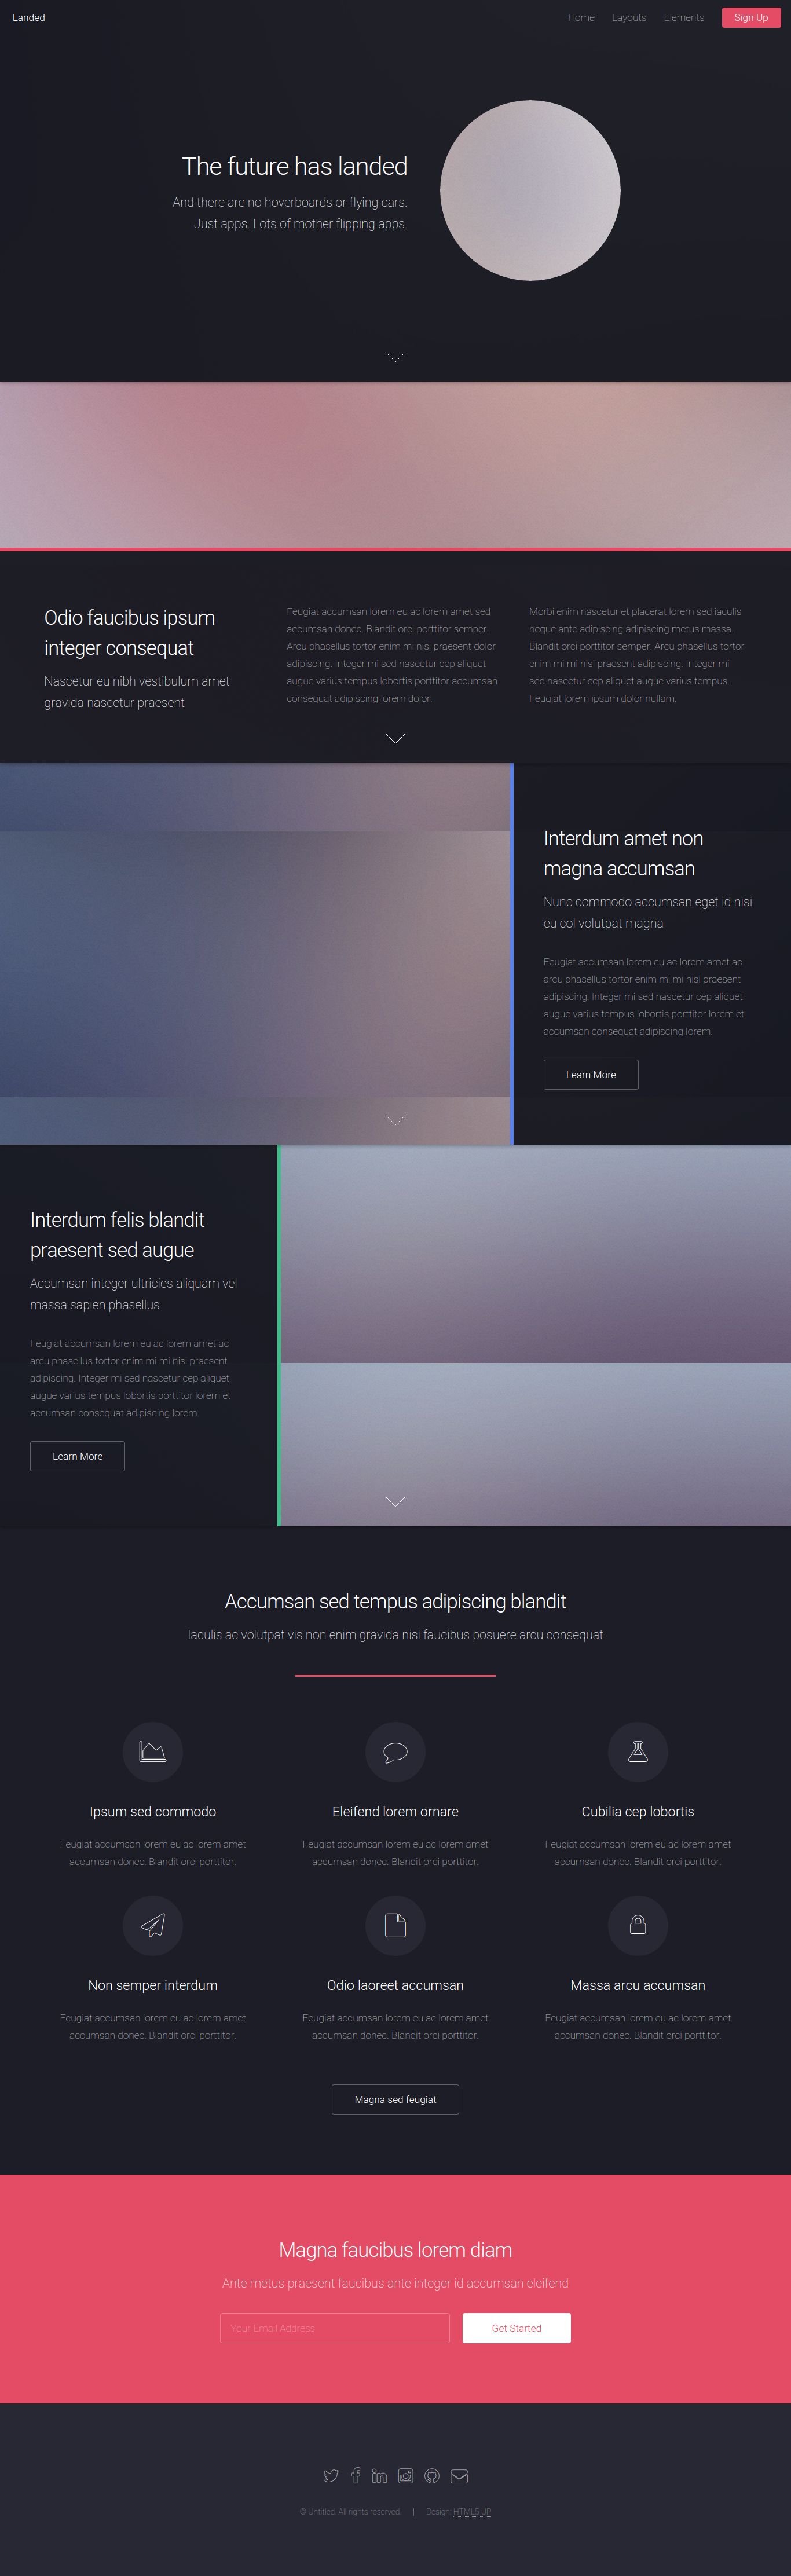 Landed
Home Layouts Elements Sign Up
The future has landed
And there are no hoverboards or flying cars.
Just apps. Lots of mother flipping apps.
Odio faucibus ipsum
integer consequat
Nascetur eu nibh vestibulum amet
gravida nascetur praesent
Feugiat accumsan lorem eu ac lorem amet sed
accumsan donec. Blandit orci porttitor semper.
Arcu phasellus tortor enim mi nisi praesent dolor
adipiscing. Integer mi sed nascetur cep aliquet
augue varius tempus lobortis porttitor accumsan
consequat adipiscing lorem dolor.
Morbi enim nascetur et placerat lorem sed iaculis
neque ante adipiscing adipiscing metus massa.
Blandit orci porttitor semper. Arcu phasellus tortor
enim mi mi nisi praesent adipiscing. Integer mi
sed nascetur cep aliquet augue varius tempus.
Feugiat lorem ipsum dolor nullam.
Interdum amet non
magna accumsan
Nunc commodo accumsan eget id nisi
eu col volutpat magna
Feugiat accumsan lorem eu ac lorem amet ac
arcu phasellus tortor enim mi mi nisi praesent
adipiscing. Integer mi sed nascetur cep aliquet
augue varius tempus lobortis porttitor lorem et
accumsan consequat adipiscing lorem.
Learn More
Interdum felis blandit
praesent sed augue
Accumsan integer ultricies aliquam vel
massa sapien phasellus
Feugiat accumsan lorem eu ac lorem amet ac
arcu phasellus tortor enim mi mi nisi praesent
adipiscing. Integer mi sed nascetur cep aliquet
augue varius tempus lobortis porttitor lorem et
accumsan consequat adipiscing lorem.
Learn More
Accumsan sed tempus adipiscing blandit
Iaculis ac volutpat vis non enim gravida nisi faucibus posuere arcu consequat
Ipsum sed commodo
Feugiat accumsan lorem eu ac lorem amet
accumsan donec. Blandit orci porttitor.
Eleifend lorem ornare
Feugiat accumsan lorem eu ac lorem amet
accumsan donec. Blandit orci porttitor.
Cubilia cep lobortis
Feugiat accumsan lorem eu ac lorem amet
accumsan donec. Blandit orci porttitor.
Non semper interdum
Feugiat accumsan lorem eu ac lorem amet
accumsan donec. Blandit orci porttitor.
Odio laoreet accumsan
Feugiat accumsan lorem eu ac lorem amet
accumsan donec. Blandit orci porttitor.
Massa arcu accumsan
Feugiat accumsan lorem eu ac lorem amet
accumsan donec. Blandit orci porttitor.
Magna sed feugiat
Magna faucibus lorem diam
Ante metus praesent faucibus ante integer id accumsan eleifend
Your Email Address
Get Started
© Untitled. All rights reserved. | Design: HTML5 UP